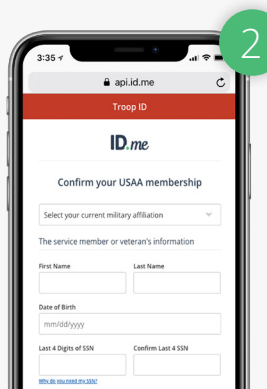 2
3:35
api.id.me
Troop ID
ID.me
Confirm your USAA membership
Select your current military affiliation
The service member or veteran's information
First Name Last Name
Date of Birth
mm/dd/yyyy
Last 4 Digits of SSN Confirm Last 4 SSN
Why do you need my SSN?